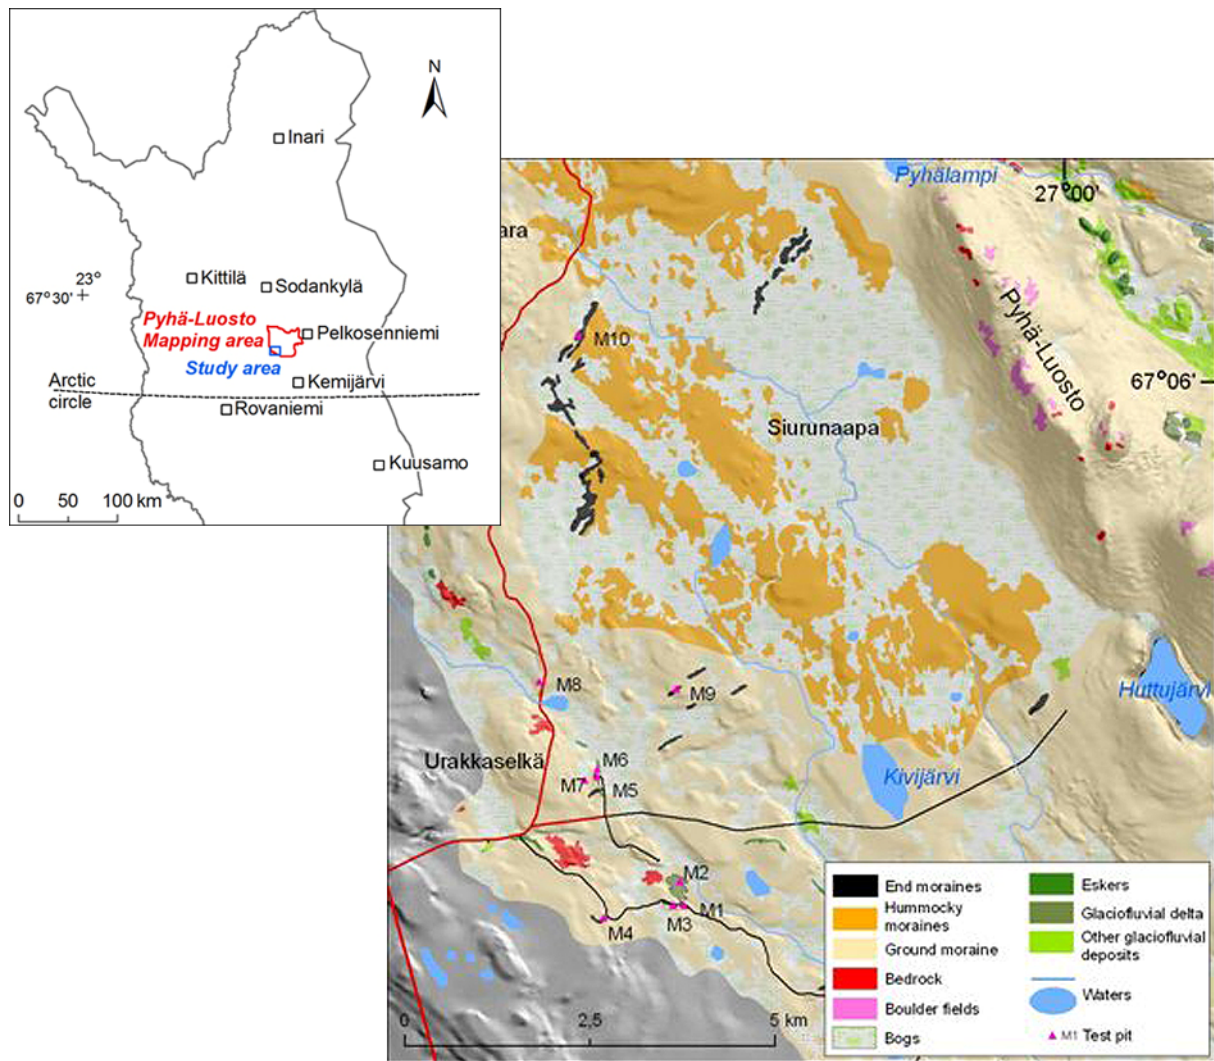 N
Inari
Kittilä
Sodankylä
23°
67° 30'
Pyhä-Luosto
Mapping area
Pelkosenniemi
Study area
Kemijärvi
Arctic
circle
Rovaniemi
Kuusamo
0 50 100 km
Pyhälampi
27°00'
ara
Pyhä-Luosto
M10
67°06'
Siurunaapa
M8
M9
Huttujärvi
Urakkaselkä
M6
M7
M5
Kivijärvi
M2
M1
M3
M4
End moraines
Hummocky
moraines
Ground moraine
Bedrock
Boulder fields
Bogs
Eskers
Glaciofluvial delta
Other glaciofluvial
deposits
Waters
M1 Test pit
0 2,5 5 km